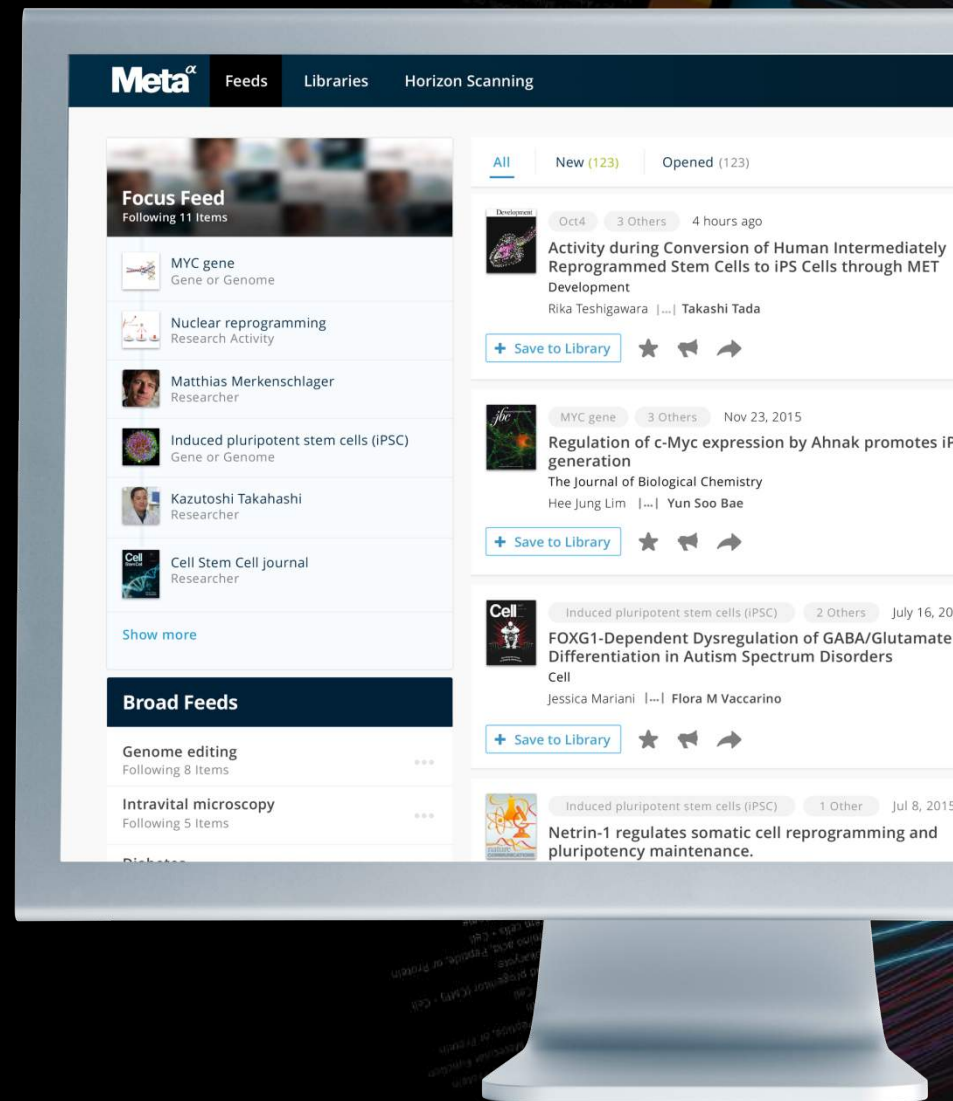 Meta α
Feeds
Libraries
Horizon Scanning
Focus Feed
Following 11 Items
MYC gene
Gene or Genome
Nuclear reprogramming
Research Activity
Matthias Merkenschlager
Researcher
Induced pluripotent stem cells (iPSC)
Gene or Genome
Kazutoshi Takahashi
Researcher
Cell Stem Cell journal
Researcher
Show more
Broad Feeds
Genome editing
Following 8 Items
Intravital microscopy
Following 5 Items
All
New (123)
Opened (123)
Development
Oct4 3 Others 4 hours ago
Activity during Conversion of Human Intermediately
Reprogrammed Stem Cells to iPS Cells through MET
Development
Rika Teshigawara |...| Takashi Tada
+ Save to Library
jbc
MYC gene 3 Others Nov 23, 2015
Regulation of c-Myc expression by Ahnak promotes iP
generation
The Journal of Biological Chemistry
Hee Jung Lim |...| Yun Soo Bae
+ Save to Library
Cell
Induced pluripotent stem cells (iPSC) 2 Others July 16, 20
FOXG1-Dependent Dysregulation of GABA/Glutamate
Differentiation in Autism Spectrum Disorders
Cell
Jessica Mariani |...| Flora M Vaccarino
+ Save to Library
nature
COMMUNICATIONS
Induced pluripotent stem cells (iPSC) 1 Other Jul 8, 2015
Netrin-1 regulates somatic cell reprogramming and
pluripotency maintenance.